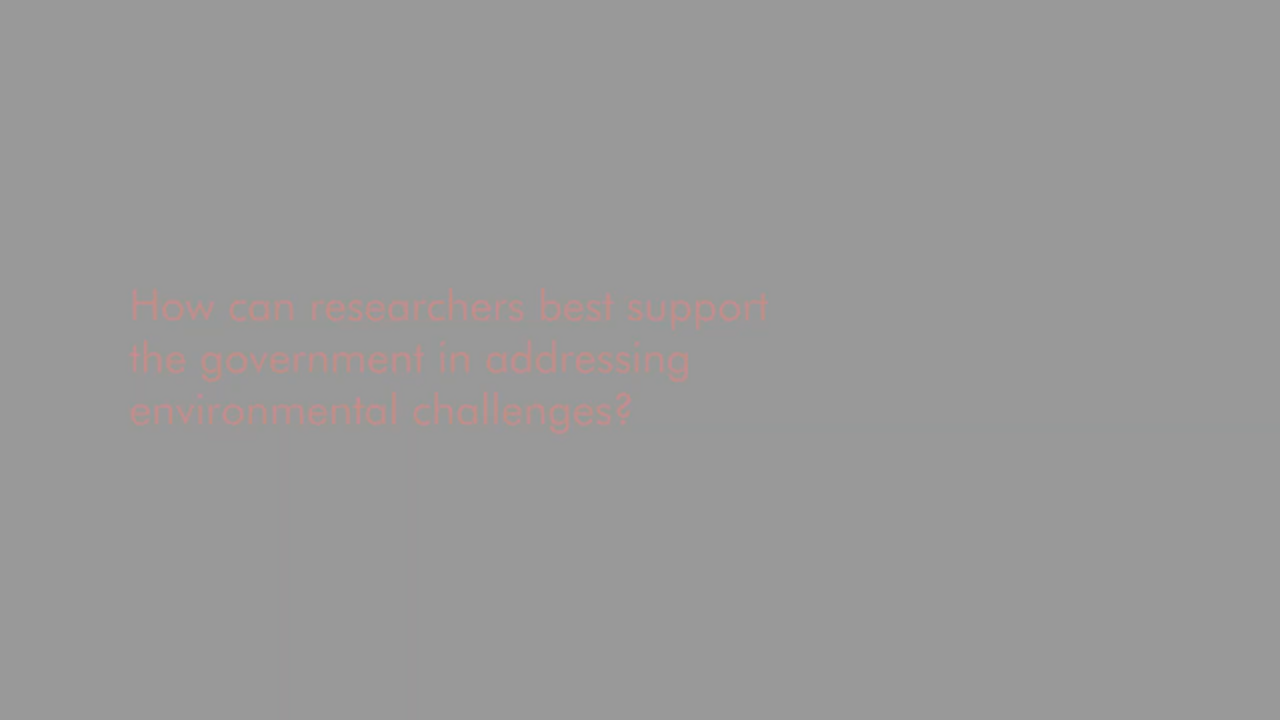 How can researchers best support
the government in addressing
environmental challenges?